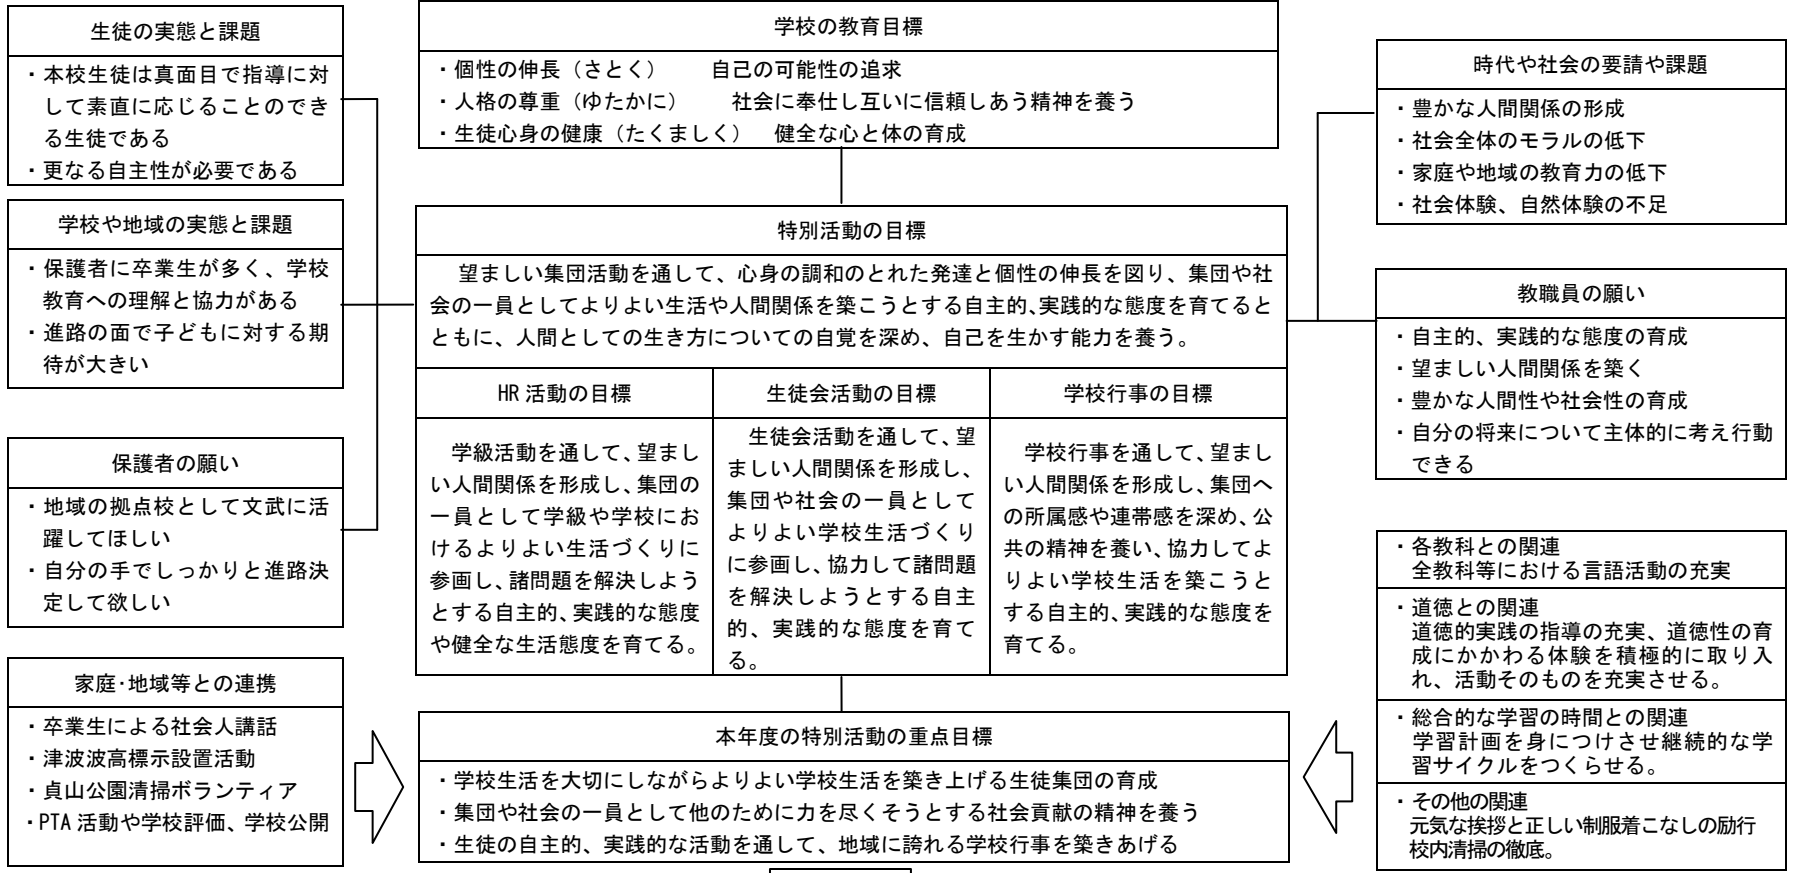 生徒の実態と課題
・本校生徒は真面目で指導に対
して素直に応じることのでき
る生徒である
・更なる自主性が必要である
学校や地域の実態と課題
・保護者に卒業生が多く、学校
教育への理解と協力がある
・進路の面で子どもに対する期
待が大きい
保護者の願い
・地域の拠点校として文武に活
躍してほしい
・自分の手でしっかりと進路決
定して欲しい
家庭・地域等との連携
・卒業生による社会人講話
・津波波高標示設置活動
・貞山公園清掃ボランティア
・PTA 活動や学校評価、学校公開
学校の教育目標
・個性の伸長（さとく）　　自己の可能性の追求
・人格の尊重（ゆたかに）　　社会に奉仕し互いに信頼しあう精神を養う
・生徒心身の健康（たくましく）　健全な心と体の育成
特別活動の目標
望ましい集団活動を通して、心身の調和のとれた発達と個性の伸長を図り、集団や社
会の一員としてよりよい生活や人間関係を築こうとする自主的、実践的な態度を育てると
ともに、人間としての生き方についての自覚を深め、自己を生かす能力を養う。
HR 活動の目標
学級活動を通して、望まし
い人間関係を形成し、集団の
一員として学級や学校にお
けるよりよい生活づくりに
参画し、諸問題を解決しよう
とする自主的、実践的な態度
や健全な生活態度を育てる。
生徒会活動の目標
生徒会活動を通して、望
ましい人間関係を形成し、
集団や社会の一員として
よりよい学校生活づくり
に参画し、協力して諸問題
を解決しようとする自主
的、実践的な態度を育て
る。
学校行事の目標
学校行事を通して、望まし
い人間関係を形成し、集団へ
の所属感や連帯感を深め、公
共の精神を養い、協力してよ
りよい学校生活を築こうと
する自主的、実践的な態度を
育てる。
本年度の特別活動の重点目標
・学校生活を大切にしながらよりよい学校生活を築き上げる生徒集団の育成
・集団や社会の一員として他のために力を尽くそうとする社会貢献の精神を養う
・生徒の自主的、実践的な活動を通して、地域に誇れる学校行事を築きあげる
時代や社会の要請や課題
・豊かな人間関係の形成
・社会全体のモラルの低下
・家庭や地域の教育力の低下
・社会体験、自然体験の不足
教職員の願い
・自主的、実践的な態度の育成
・望ましい人間関係を築く
・豊かな人間性や社会性の育成
・自分の将来について主体的に考え行動
できる
・各教科との関連
全教科等における言語活動の充実
・道徳との関連
道徳的実践の指導の充実、道徳性の育
成にかかわる体験を積極的に取り入
れ、活動そのものを充実させる。
・総合的な学習の時間との関連
学習計画を身につけさせ継続的な学
習サイクルをつくらせる。
・その他の関連
元気な挨拶と正しい制服着こなしの励行
校内清掃の徹底。